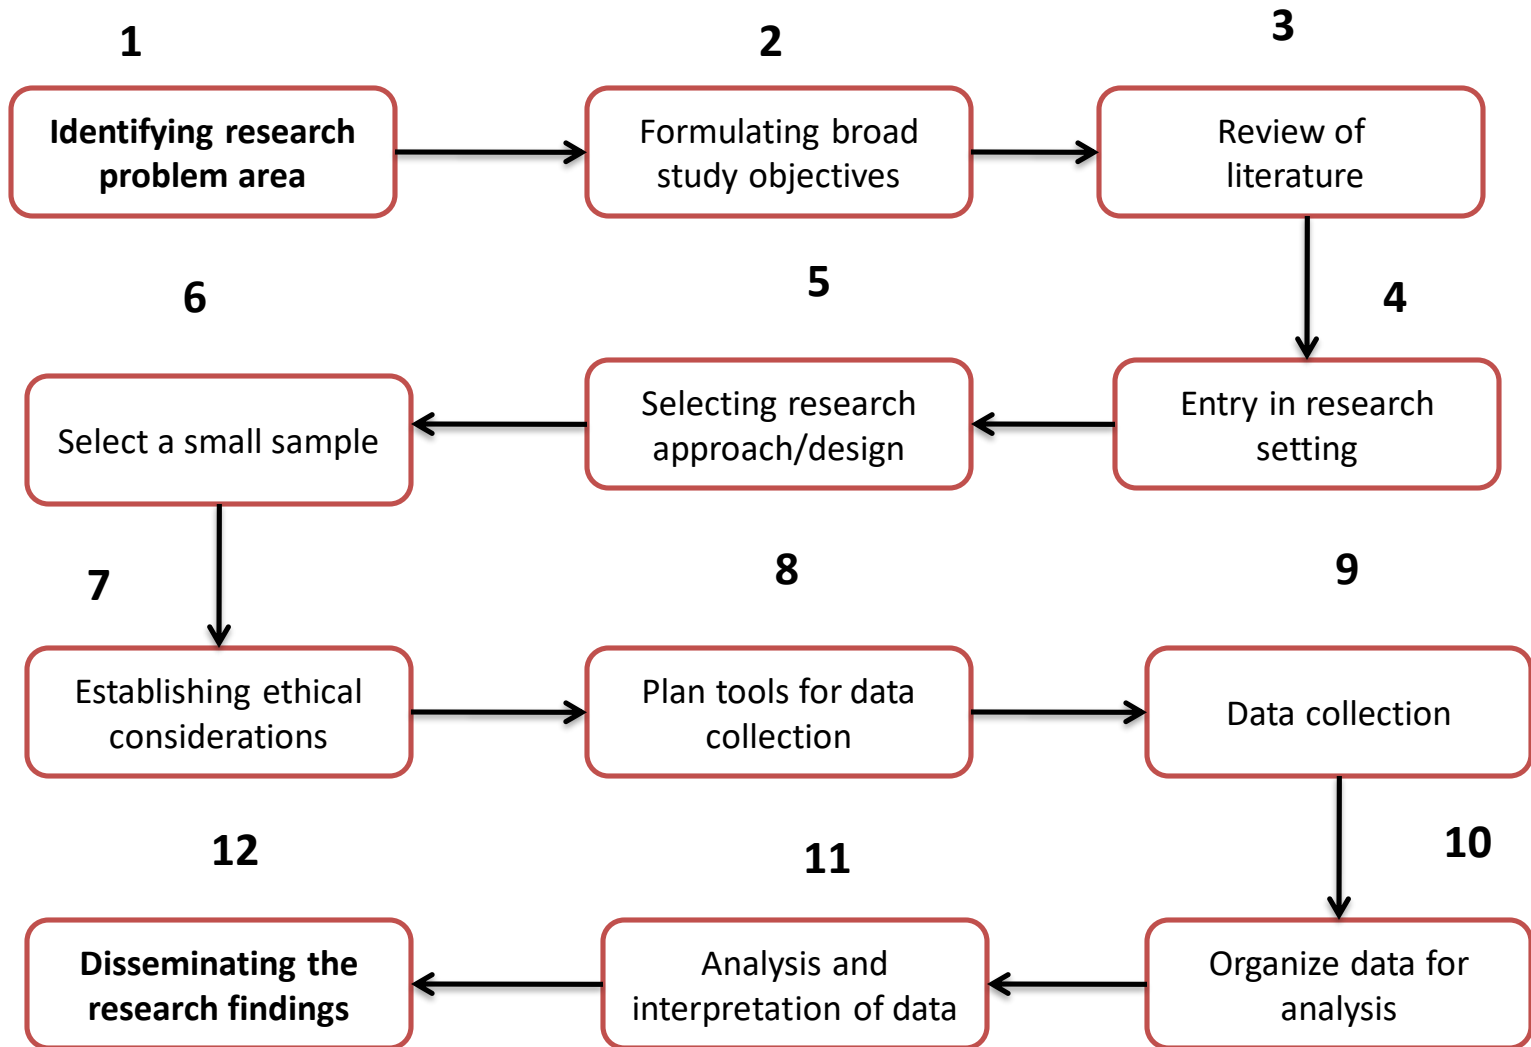 1
Identifying research
problem area
2
Formulating broad
study objectives
3
Review of
literature
4
Entry in research
setting
5
Selecting research
approach/design
6
Select a small sample
7
Establishing ethical
considerations
8
Plan tools for data
collection
9
Data collection
10
Organize data for
analysis
11
Analysis and
interpretation of data
12
Disseminating the
research findings